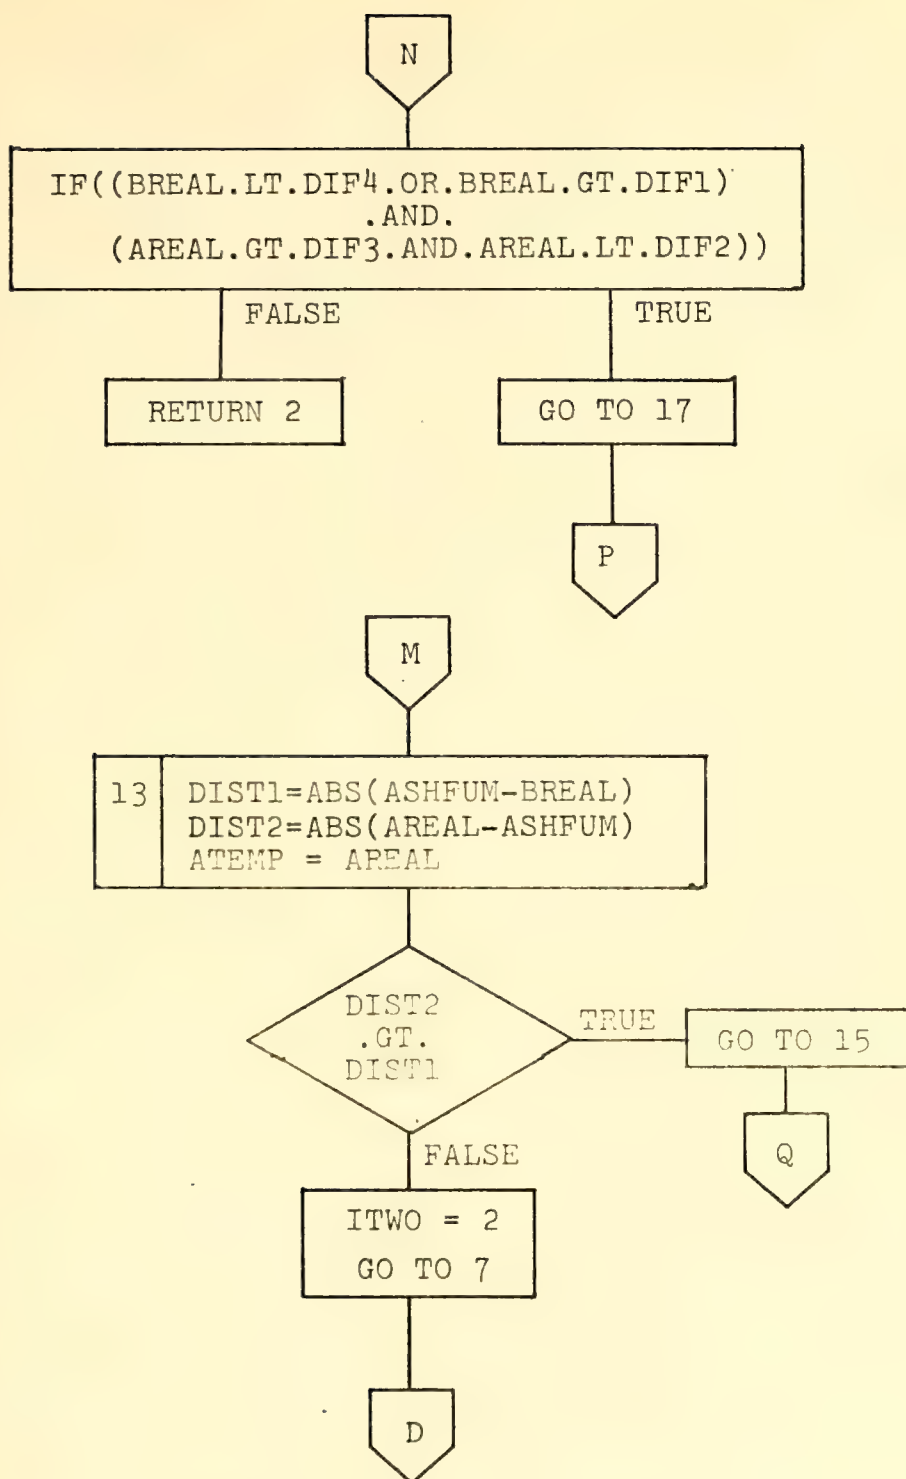 N
IF((BREAL.LT.DIF4.OR.BREAL.GT.DIF1)
.AND.
(AREAL.GT.DIF3.AND.AREAL.LT.DIF2))
FALSE
TRUE
RETURN 2
GO TO 17
P
M
13
DIST1=ABS(ASHFUM-BREAL)
DIST2=ABS(AREAL-ASHFUM)
ATEMP = AREAL
DIST2
.GT.
DIST1
TRUE
GO TO 15
Q
FALSE
ITWO = 2
GO TO 7
D